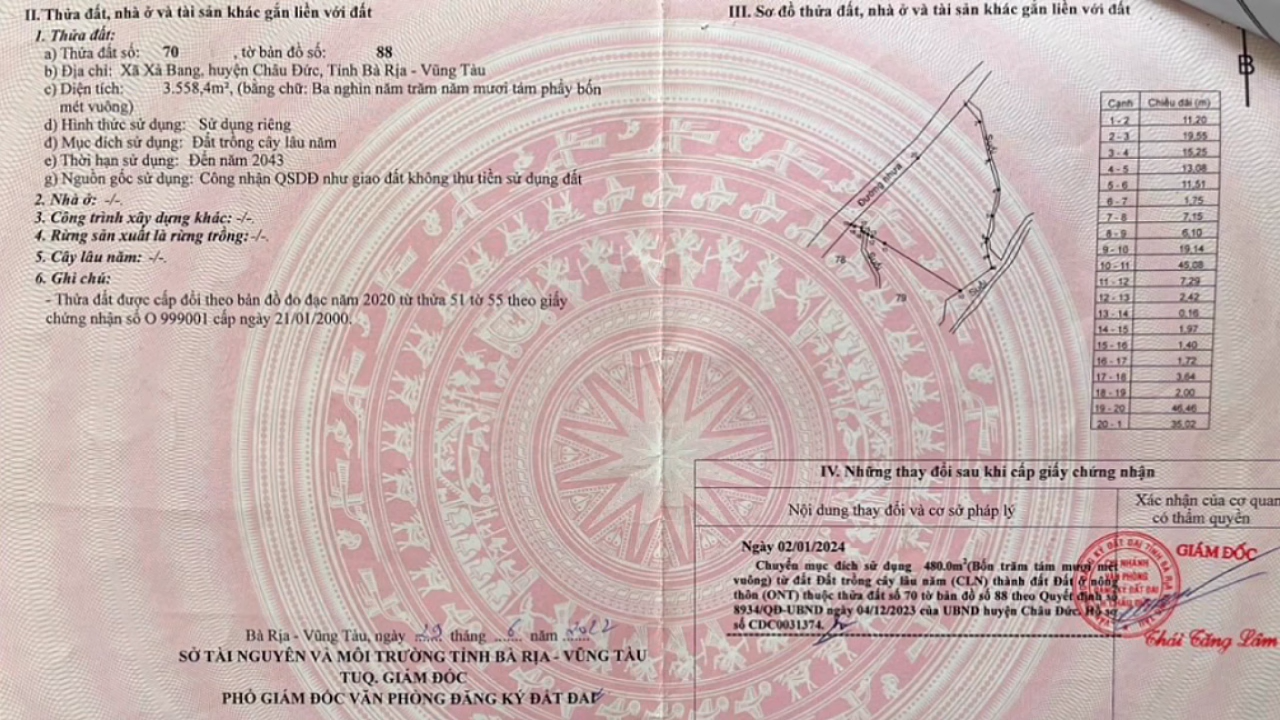 II. Thửa đất, nhà ở và tài sản khác gắn liền với đất
1. Thửa đất:
a) Thửa đất số: 70 , tờ bản đồ số: 88
b) Địa chỉ: Xã Xà Bang, huyện Châu Đức, Tỉnh Bà Rịa - Vũng Tàu
c) Diện tích: 3.558,4m², (bằng chữ: Ba nghìn năm trăm năm mươi tám phẩy bốn
mét vuông)
d) Hình thức sử dụng: Sử dụng riêng
đ) Mục đích sử dụng: Đất trồng cây lâu năm
e) Thời hạn sử dụng: Đến năm 2043
g) Nguồn gốc sử dụng: Công nhận QSDĐ như giao đất không thu tiền sử dụng đất
2. Nhà ở: -/-.
3. Công trình xây dựng khác: -/-.
4. Rừng sản xuất là rừng trồng: -/-.
5. Cây lâu năm: -/-.
6. Ghi chú:
- Thửa đất được cấp đổi theo bản đồ đo đạc năm 2020 từ thửa 51 tờ 55 theo giấy
chứng nhận số O 999001 cấp ngày 21/01/2000.
Bà Rịa - Vũng Tàu, ngày 29 tháng 6 năm 2022
SỞ TÀI NGUYÊN VÀ MÔI TRƯỜNG TỈNH BÀ RỊA - VŨNG TÀU
TUQ. GIÁM ĐỐC
PHÓ GIÁM ĐỐC VĂN PHÒNG ĐĂNG KÝ ĐẤT ĐAI
III. Sơ đồ thửa đất, nhà ở và tài sản khác gắn liền với đất
B
Đường nhựa
Suối
Suối
Suối
78
79
Cạnh Chiều dài (m)
1 - 2 11,20
2 - 3 19,55
3 - 4 15,25
4 - 5 13,08
5 - 6 11,51
6 - 7 1,75
7 - 8 7,15
8 - 9 6,10
9 - 10 19,14
10 - 11 45,08
11 - 12 7,29
12 - 13 2,42
13 - 14 0,16
14 - 15 1,97
15 - 16 1,40
16 - 17 1,72
17 - 18 3,64
18 - 19 2,00
19 - 20 46,46
20 - 1 35,02
IV. Những thay đổi sau khi cấp giấy chứng nhận
Nội dung thay đổi và cơ sở pháp lý
Xác nhận của cơ quan
có thẩm quyền
Ngày 02/01/2024
Chuyển mục đích sử dụng 480.0m²(Bốn trăm tám mươi mét
vuông) từ đất Đất trồng cây lâu năm (CLN) thành đất Đất ở nông
thôn (ONT) thuộc thửa đất số 70 tờ bản đồ số 88 theo Quyết định số
8934/QĐ-UBND ngày 04/12/2023 của UBND huyện Châu Đức. Hồ sơ
số CDC0031374.
GIÁM ĐỐC
Thái Tăng Lâm